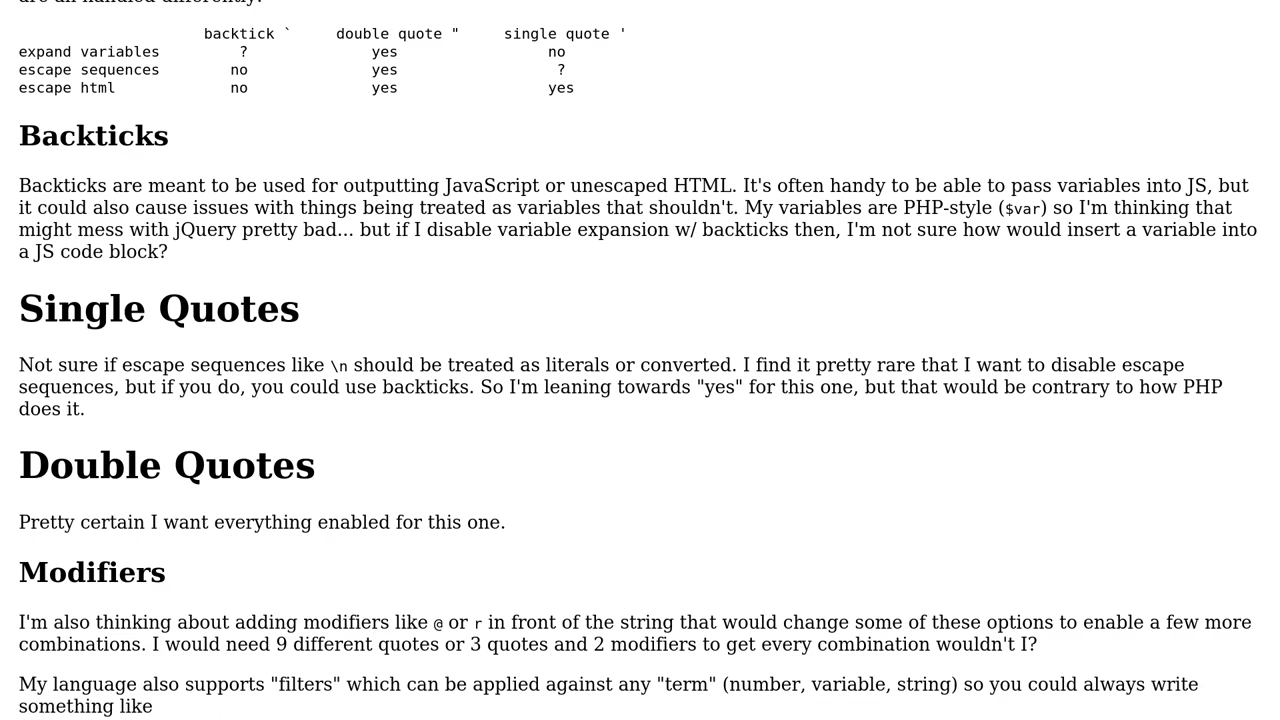 are all handled differently.
                     backtick `     double quote "     single quote '
expand variables         ?              yes                 no
escape sequences        no              yes                  ?
escape html             no              yes                 yes
Backticks
Backticks are meant to be used for outputting JavaScript or unescaped HTML. It's often handy to be able to pass variables into JS, but
it could also cause issues with things being treated as variables that shouldn't. My variables are PHP-style ($var) so I'm thinking that
might mess with jQuery pretty bad... but if I disable variable expansion w/ backticks then, I'm not sure how would insert a variable into
a JS code block?
Single Quotes
Not sure if escape sequences like \n should be treated as literals or converted. I find it pretty rare that I want to disable escape
sequences, but if you do, you could use backticks. So I'm leaning towards "yes" for this one, but that would be contrary to how PHP
does it.
Double Quotes
Pretty certain I want everything enabled for this one.
Modifiers
I'm also thinking about adding modifiers like @ or r in front of the string that would change some of these options to enable a few more
combinations. I would need 9 different quotes or 3 quotes and 2 modifiers to get every combination wouldn't I?
My language also supports "filters" which can be applied against any "term" (number, variable, string) so you could always write
something like